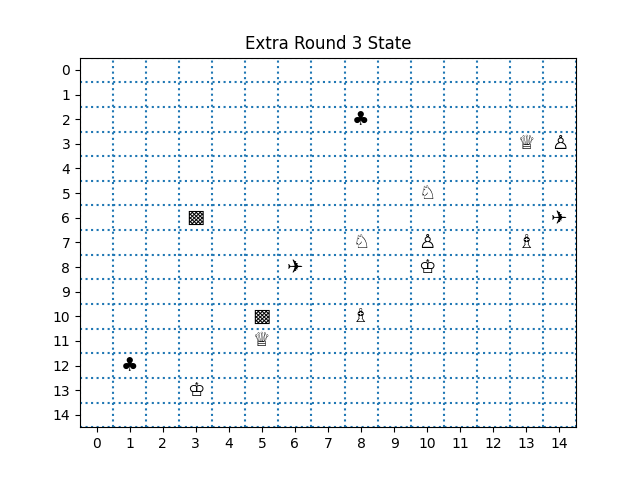 Extra Round 3 State
0
1
2 ♣
3 ♕ ♙
4
5 ♘
6 ▩ ✈
7 ♘ ♙ ♗
8 ✈ ♔
9
10 ▩ ♗
11 ♕
12 ♣
13 ♔
14
0 1 2 3 4 5 6 7 8 9 10 11 12 13 14